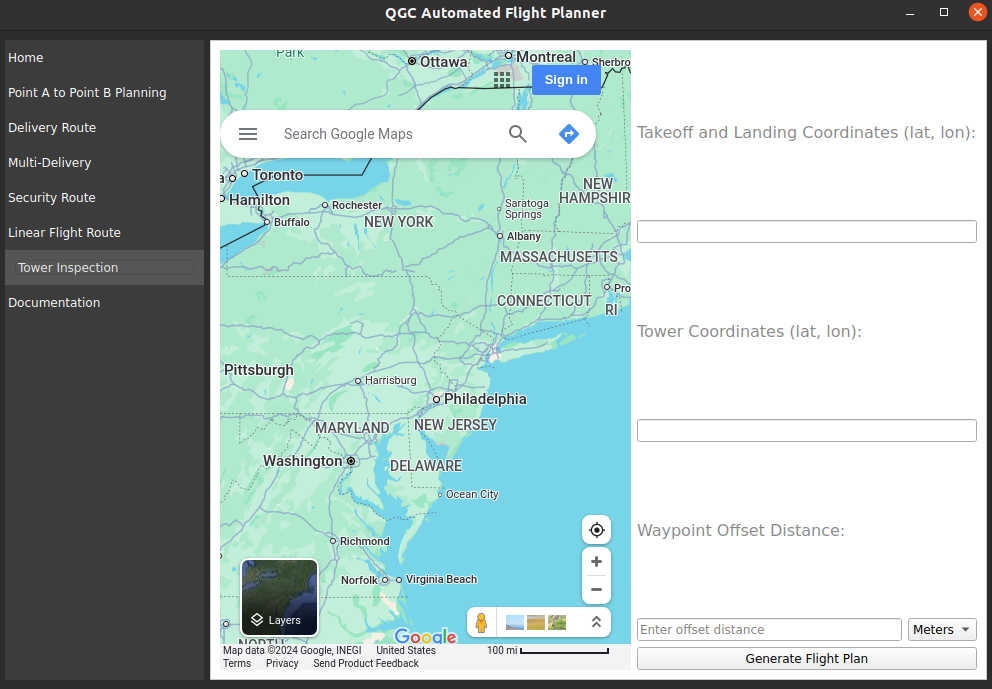 QGC Automated Flight Planner
Home
Point A to Point B Planning
Delivery Route
Multi-Delivery
Security Route
Linear Flight Route
Tower Inspection
Documentation
Park
Ottawa
Montreal
Sherbro
Sign in
Search Google Maps
Toronto
Hamilton
Rochester
Buffalo
NEW YORK
NEW
HAMPSHIR
Saratoga
Springs
Albany
MASSACHUSETTS
CONNECTICUT
Pro
RI
Pittsburgh
Harrisburg
Philadelphia
MARYLAND
NEW JERSEY
Washington
DELAWARE
Ocean City
Richmond
Norfolk
Virginia Beach
Layers
NORTH
Google
Map data ©2024 Google, INEGI United States 100 mi
Terms Privacy Send Product Feedback
Takeoff and Landing Coordinates (lat, lon):
Tower Coordinates (lat, lon):
Waypoint Offset Distance:
Enter offset distance Meters
Generate Flight Plan